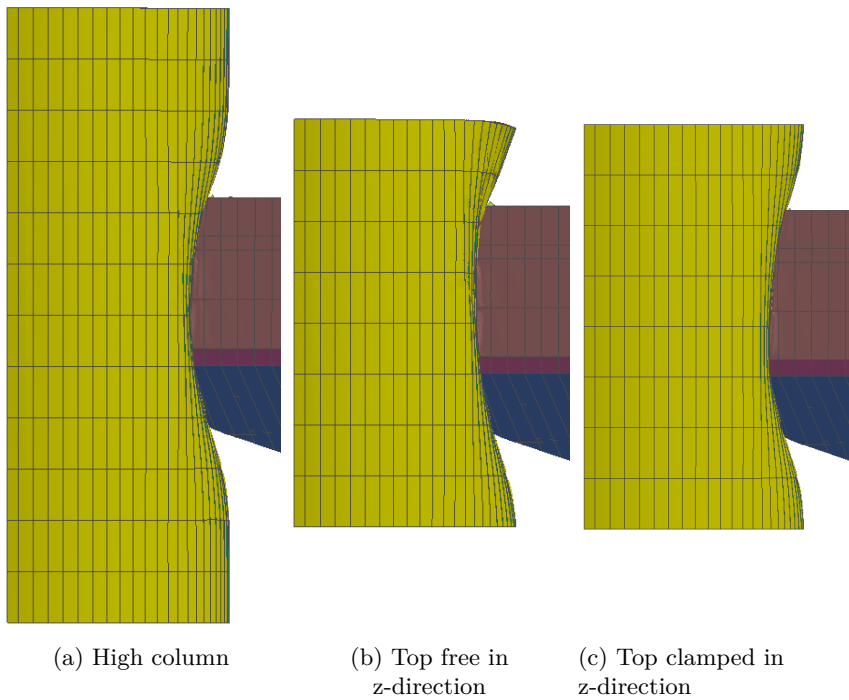 (a) High column
(b) Top free in
z-direction
(c) Top clamped in
z-direction